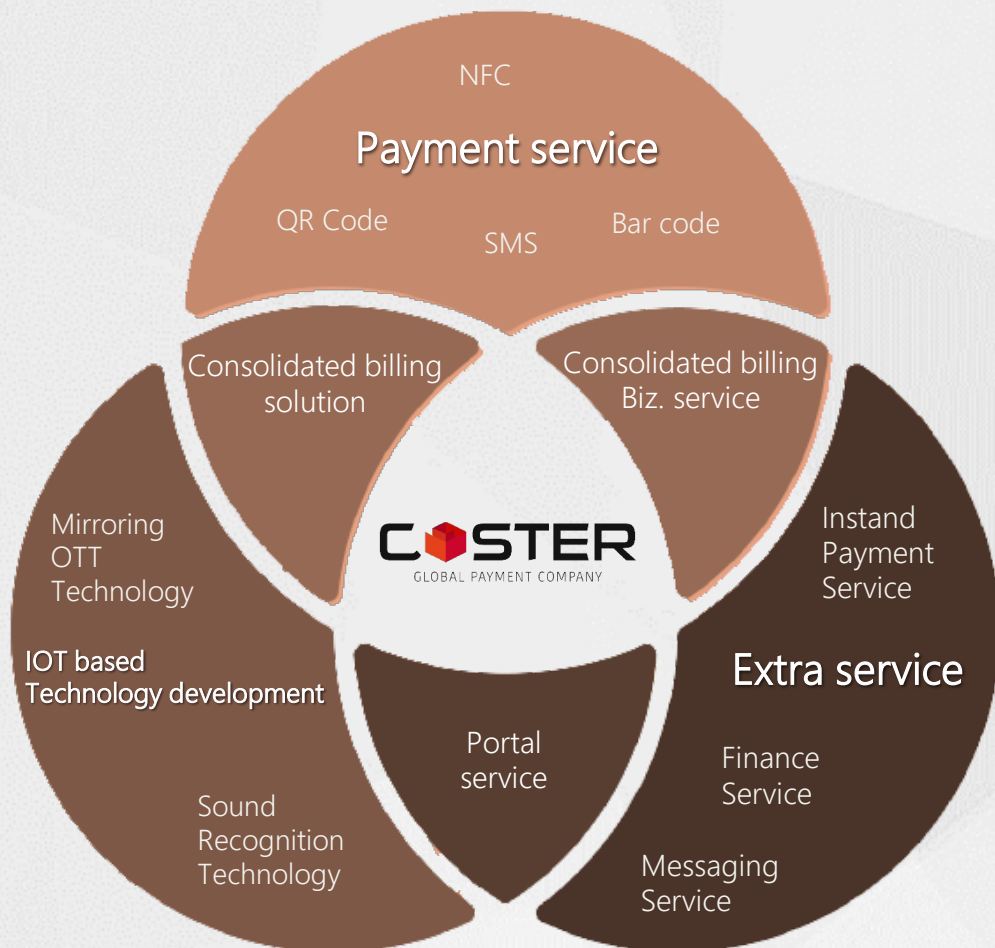 NFC
Payment service
QR Code
SMS
Bar code
Consolidated billing
solution
Consolidated billing
Biz. service
COSTER
GLOBAL PAYMENT COMPANY
Mirroring
OTT
Technology
IOT based
Technology development
Sound
Recognition
Technology
Instand
Payment
Service
Extra service
Finance
Service
Messaging
Service
Portal
service